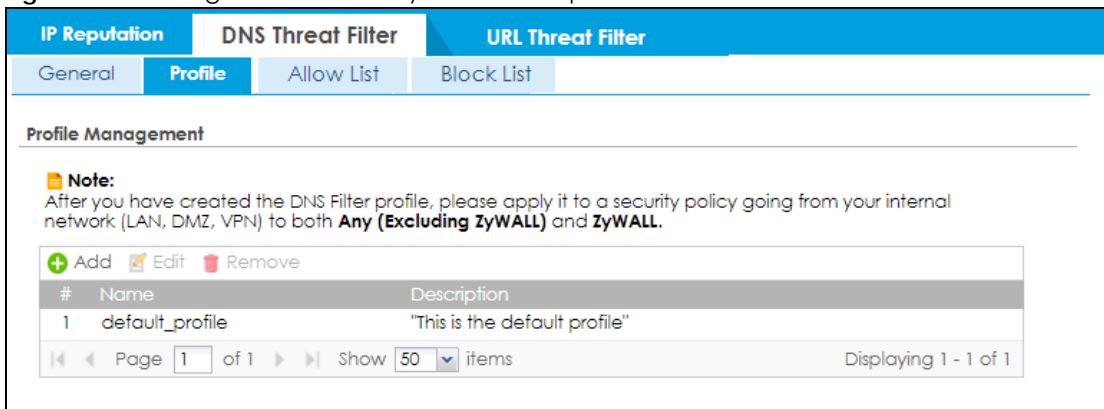 IP Reputation DNS Threat Filter URL Threat Filter
General Profile Allow List Block List
Profile Management
Note:
After you have created the DNS Filter profile, please apply it to a security policy going from your internal
network (LAN, DMZ, VPN) to both Any (Excluding ZyWALL) and ZyWALL.
Add Edit Remove
# Name Description
1 default_profile "This is the default profile"
Page 1 of 1 Show 50 items Displaying 1 - 1 of 1